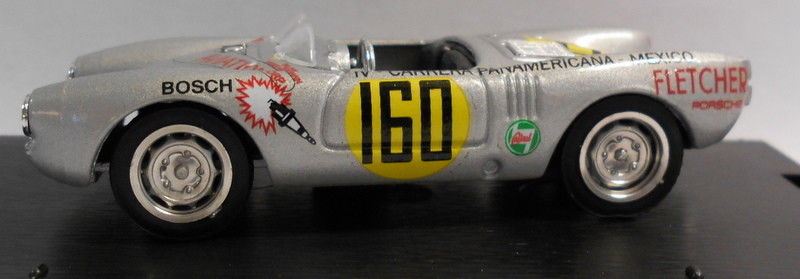 IV - CARRERA PANAMERICANA - MEXICO
BOSCH
160
FLETCHER
PORSCHE